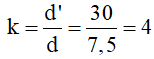 k = d'/d = 30/7,5 = 4